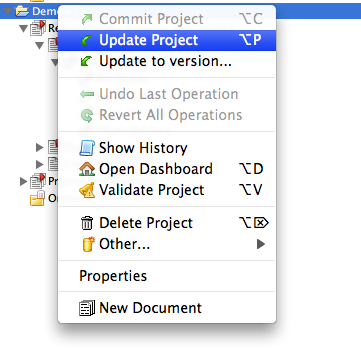 Demo
Commit Project ⌥C
Re
Update Project ⌥P
Update to version...
Undo Last Operation
Revert All Operations
Show History
Open Dashboard ⌥D
Pr
Validate Project ⌥V
O
Delete Project ⌥⌦
Other...
Properties
New Document